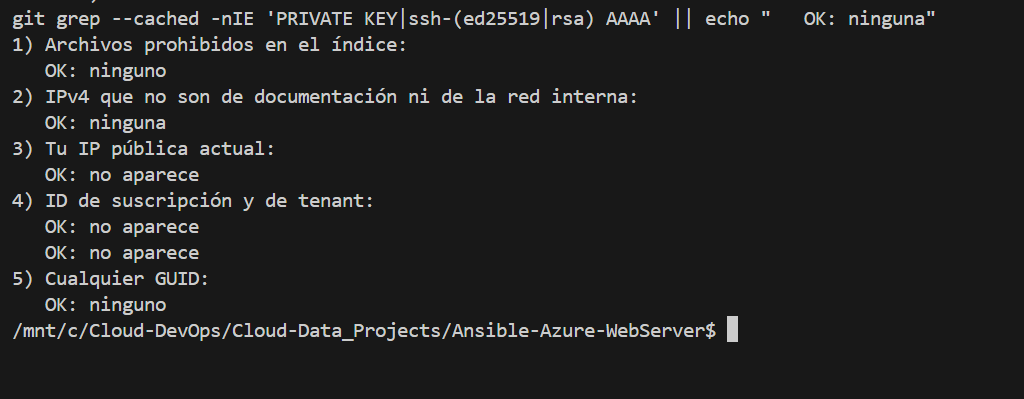 git grep --cached -nIE 'PRIVATE KEY|ssh-(ed25519|rsa) AAAA' || echo "   OK: ninguna"
1) Archivos prohibidos en el índice:
   OK: ninguno
2) IPv4 que no son de documentación ni de la red interna:
   OK: ninguna
3) Tu IP pública actual:
   OK: no aparece
4) ID de suscripción y de tenant:
   OK: no aparece
   OK: no aparece
5) Cualquier GUID:
   OK: ninguno
/mnt/c/Cloud-DevOps/Cloud-Data_Projects/Ansible-Azure-WebServer$